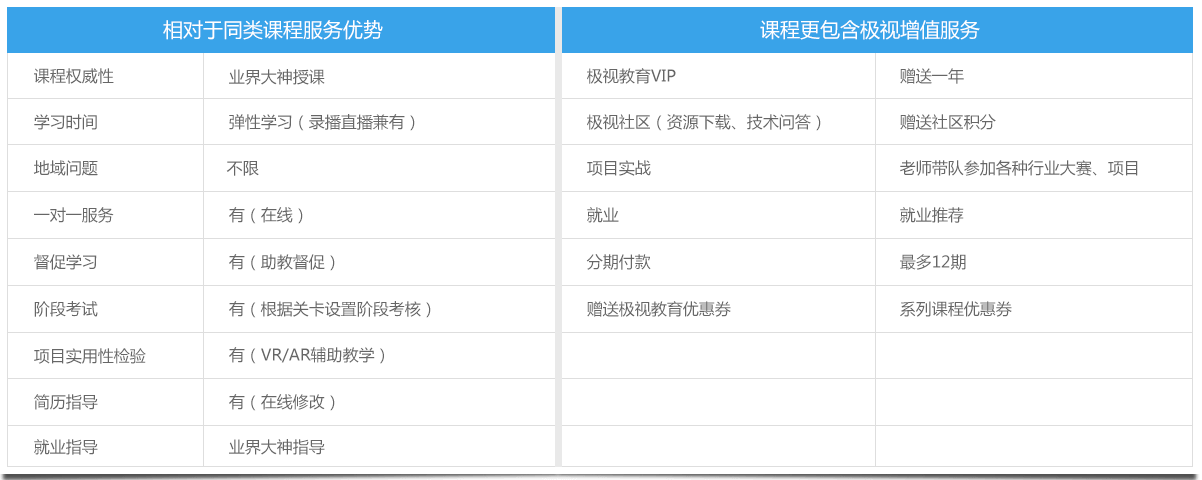 相对于同类课程服务优势 课程更包含极视增值服务
课程权威性 业界大神授课 极视教育VIP 赠送一年
学习时间 弹性学习（录播直播兼有） 极视社区（资源下载、技术问答） 赠送社区积分
地域问题 不限 项目实战 老师带队参加各种行业大赛、项目
一对一服务 有（在线） 就业 就业推荐
督促学习 有（助教督促） 分期付款 最多12期
阶段考试 有（根据关卡设置阶段考核） 赠送极视教育优惠券 系列课程优惠券
项目实用性检验 有（VR/AR辅助教学）
简历指导 有（在线修改）
就业指导 业界大神指导